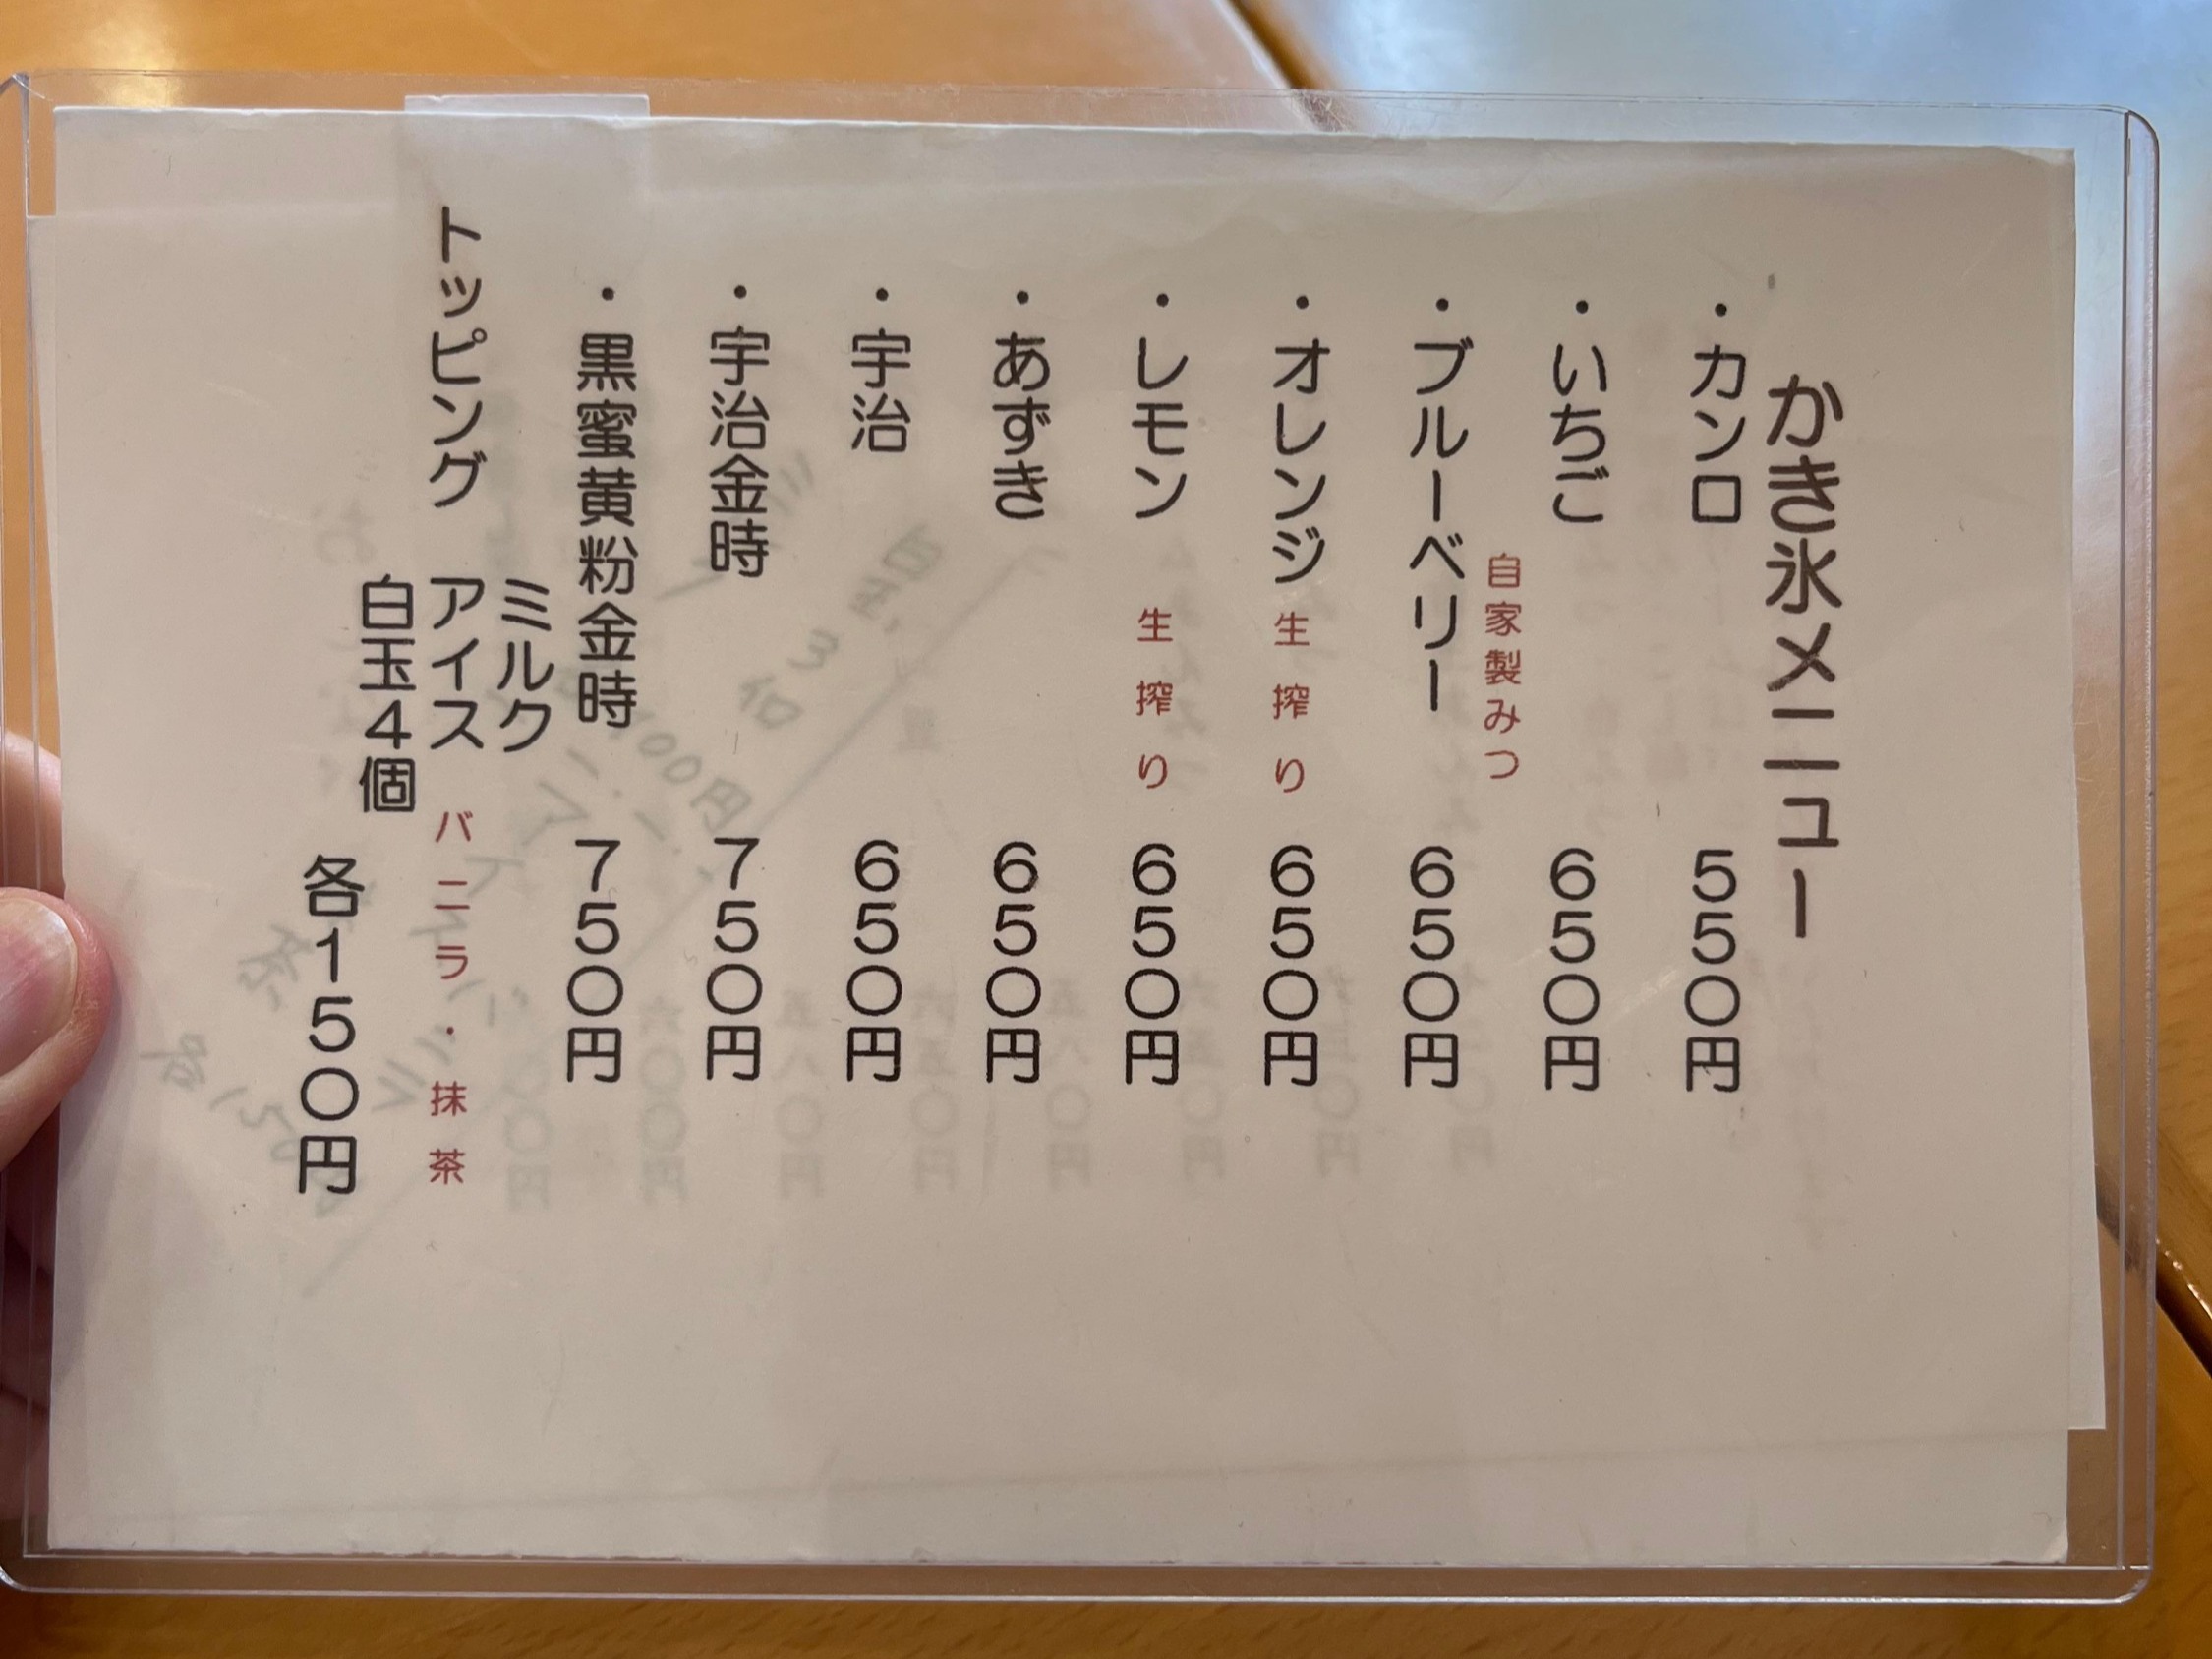 かき氷メニュー
・カンロ 550円
・いちご 650円
自家製みつ
・ブルーベリー 650円
・オレンジ 生搾り 650円
・レモン 生搾り 650円
・あずき 650円
・宇治 650円
・宇治金時 750円
・黒蜜黄粉金時 750円
ミルク
トッピング アイス バニラ・抹茶
白玉4個
各150円